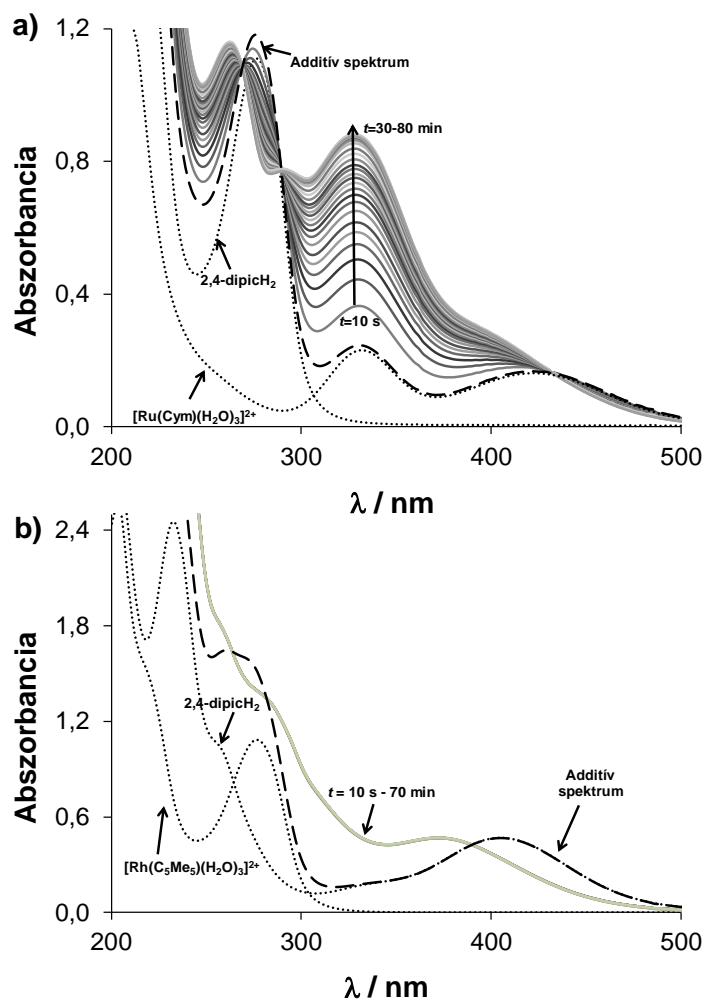 a)
1,2
0,8
0,4
0,0
Abszorbancia
Additív spektrum
t=30-80 min
2,4-dipicH₂
t=10 s
[Ru(Cym)(H₂O)₃]²⁺
200
300
400
500
λ / nm
b)
2,4
1,8
1,2
0,6
0,0
Abszorbancia
2,4-dipicH₂
t = 10 s - 70 min
Additív
spektrum
[Rh(C₅Me₅)(H₂O)₃]²⁺
200
300
400
500
λ / nm